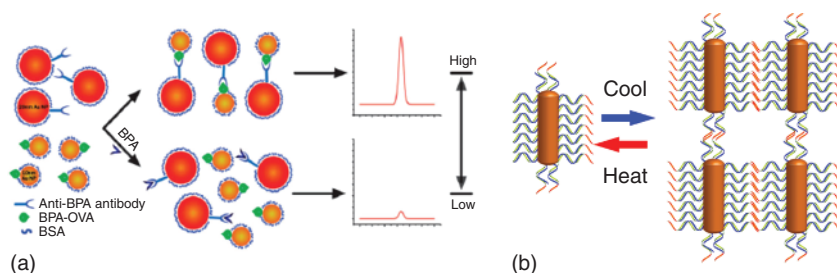 High
BPA
Low
Anti-BPA antibody
BPA-OVA
BSA
(a)
Cool
Heat
(b)